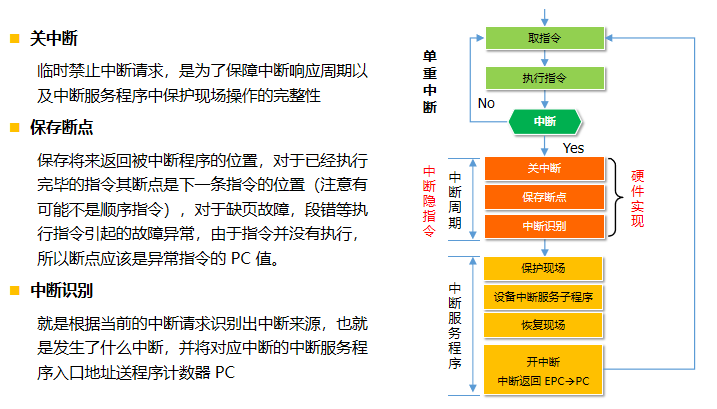 关中断
临时禁止中断请求，是为了保障中断响应周期以
及中断服务程序中保护现场操作的完整性
保存断点
保存将来返回被中断程序的位置，对于已经执行
完毕的指令其断点是下一条指令的位置（注意有
可能不是顺序指令），对于缺页故障，段错等执
行指令引起的故障异常，由于指令并没有执行，
所以断点应该是异常指令的 PC 值。
中断识别
就是根据当前的中断请求识别出中断来源，也就
是发生了什么中断，并将对应中断的中断服务程
序入口地址送程序计数器 PC
单重中断
取指令
执行指令
No
中断
Yes
中断隐指令
中断周期
关中断
保存断点
中断识别
硬件实现
中断服务程序
保护现场
设备中断服务子程序
恢复现场
开中断
中断返回 EPC→PC